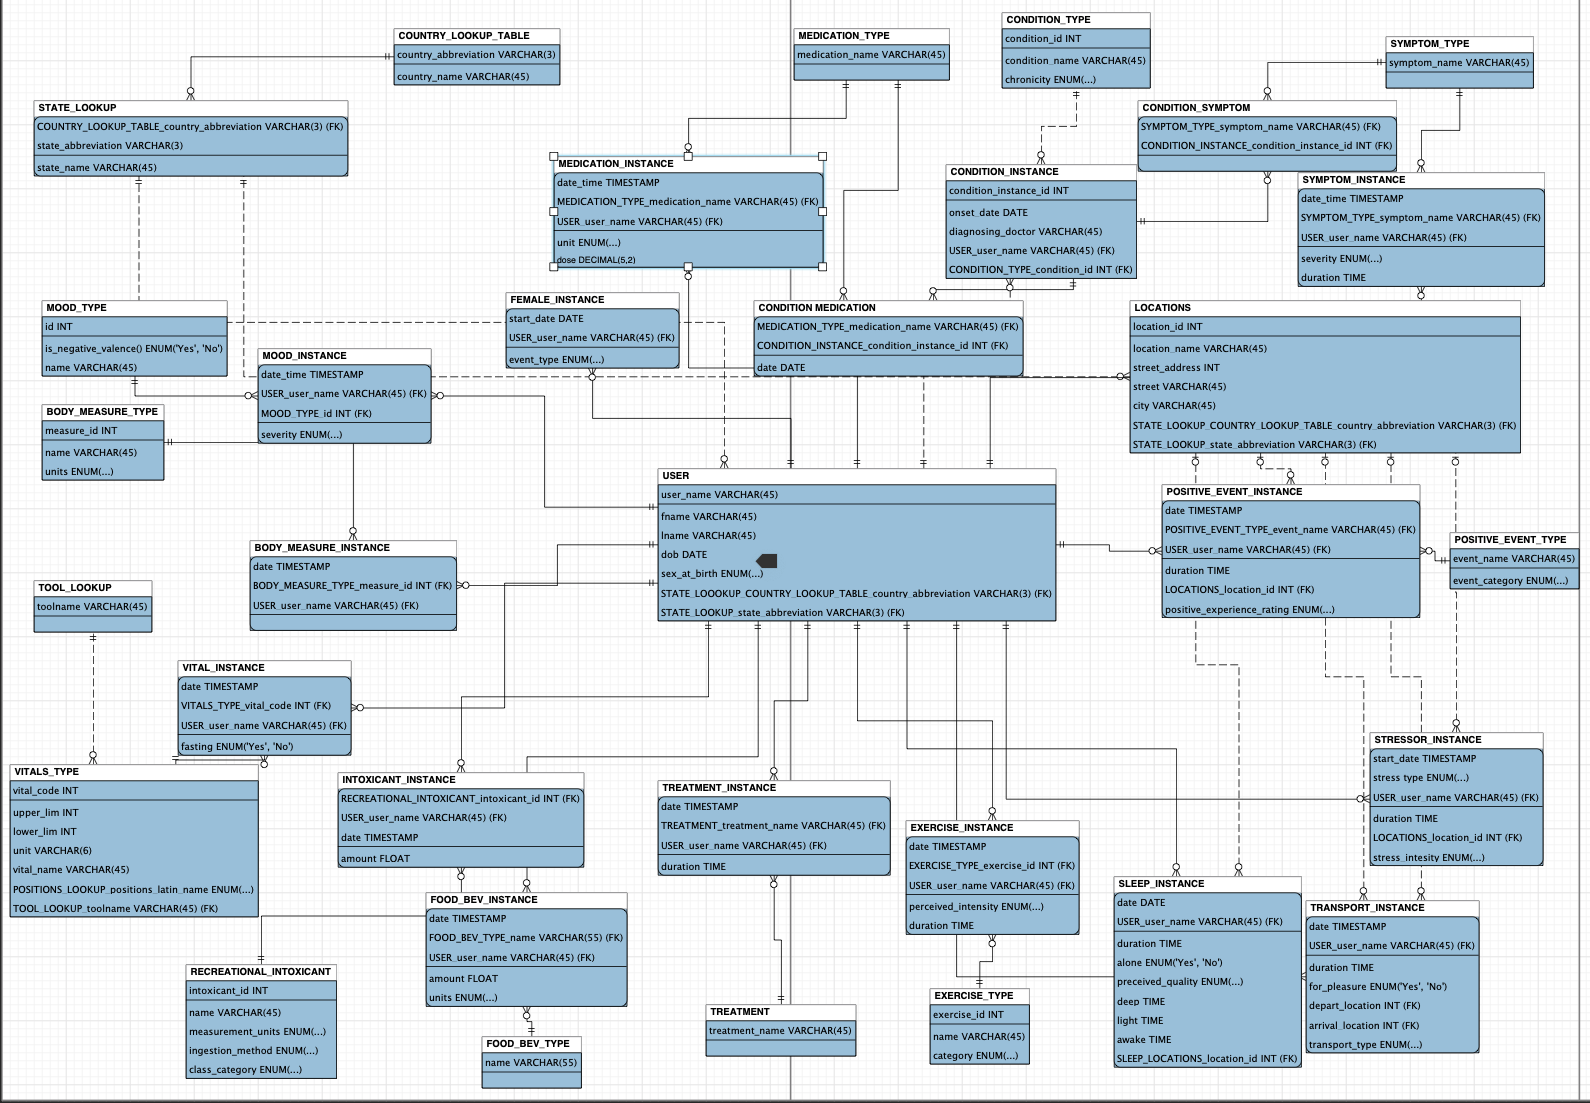 COUNTRY_LOOKUP_TABLE
country_abbreviation VARCHAR(3)
country_name VARCHAR(45)
MEDICATION_TYPE
medication_name VARCHAR(45)
CONDITION_TYPE
condition_id INT
condition_name VARCHAR(45)
chronicity ENUM(...)
SYMPTOM_TYPE
symptom_name VARCHAR(45)
STATE_LOOKUP
COUNTRY_LOOKUP_TABLE_country_abbreviation VARCHAR(3) (FK)
state_abbreviation VARCHAR(3)
state_name VARCHAR(45)
CONDITION_SYMPTOM
SYMPTOM_TYPE_symptom_name VARCHAR(45) (FK)
CONDITION_INSTANCE_condition_instance_id INT (FK)
MEDICATION_INSTANCE
date_time TIMESTAMP
MEDICATION_TYPE_medication_name VARCHAR(45) (FK)
USER_user_name VARCHAR(45) (FK)
unit ENUM(...)
dose DECIMAL(5,2)
CONDITION_INSTANCE
condition_instance_id INT
onset_date DATE
diagnosing_doctor VARCHAR(45)
USER_user_name VARCHAR(45) (FK)
CONDITION_TYPE_condition_id INT (FK)
SYMPTOM_INSTANCE
date_time TIMESTAMP
SYMPTOM_TYPE_symptom_name VARCHAR(45) (FK)
USER_user_name VARCHAR(45) (FK)
severity ENUM(...)
duration TIME
MOOD_TYPE
id INT
is_negative_valence() ENUM('Yes', 'No')
name VARCHAR(45)
FEMALE_INSTANCE
start_date DATE
USER_user_name VARCHAR(45) (FK)
event_type ENUM(...)
CONDITION MEDICATION
MEDICATION_TYPE_medication_name VARCHAR(45) (FK)
CONDITION_INSTANCE_condition_instance_id INT (FK)
date DATE
LOCATIONS
location_id INT
location_name VARCHAR(45)
street_address INT
street VARCHAR(45)
city VARCHAR(45)
STATE_LOOKUP_COUNTRY_LOOKUP_TABLE_country_abbreviation VARCHAR(3) (FK)
STATE_LOOKUP_state_abbreviation VARCHAR(3) (FK)
MOOD_INSTANCE
date_time TIMESTAMP
USER_user_name VARCHAR(45) (FK)
MOOD_TYPE_id INT (FK)
severity ENUM(...)
BODY_MEASURE_TYPE
measure_id INT
name VARCHAR(45)
units ENUM(...)
USER
user_name VARCHAR(45)
fname VARCHAR(45)
lname VARCHAR(45)
dob DATE
sex_at_birth ENUM(...)
STATE_LOOOKUP_COUNTRY_LOOKUP_TABLE_country_abbreviation VARCHAR(3) (FK)
STATE_LOOKUP_state_abbreviation VARCHAR(3) (FK)
POSITIVE_EVENT_INSTANCE
date TIMESTAMP
POSITIVE_EVENT_TYPE_event_name VARCHAR(45) (FK)
USER_user_name VARCHAR(45) (FK)
duration TIME
LOCATIONS_location_id INT (FK)
positive_experience_rating ENUM(...)
POSITIVE_EVENT_TYPE
event_name VARCHAR(45)
event_category ENUM(...)
BODY_MEASURE_INSTANCE
date TIMESTAMP
BODY_MEASURE_TYPE_measure_id INT (FK)
USER_user_name VARCHAR(45) (FK)
TOOL_LOOKUP
toolname VARCHAR(45)
VITAL_INSTANCE
date TIMESTAMP
VITALS_TYPE_vital_code INT (FK)
USER_user_name VARCHAR(45) (FK)
fasting ENUM('Yes', 'No')
VITALS_TYPE
vital_code INT
upper_lim INT
lower_lim INT
unit VARCHAR(6)
vital_name VARCHAR(45)
POSITIONS_LOOKUP_positions_latin_name ENUM(...)
TOOL_LOOKUP_toolname VARCHAR(45) (FK)
INTOXICANT_INSTANCE
RECREATIONAL_INTOXICANT_intoxicant_id INT (FK)
USER_user_name VARCHAR(45) (FK)
date TIMESTAMP
amount FLOAT
TREATMENT_INSTANCE
date TIMESTAMP
TREATMENT_treatment_name VARCHAR(45) (FK)
USER_user_name VARCHAR(45) (FK)
duration TIME
STRESSOR_INSTANCE
start_date TIMESTAMP
stress type ENUM(...)
USER_user_name VARCHAR(45) (FK)
duration TIME
LOCATIONS_location_id INT (FK)
stress_intesity ENUM(...)
EXERCISE_INSTANCE
date TIMESTAMP
EXERCISE_TYPE_exercise_id INT (FK)
USER_user_name VARCHAR(45) (FK)
perceived_intensity ENUM(...)
duration TIME
SLEEP_INSTANCE
date DATE
USER_user_name VARCHAR(45) (FK)
duration TIME
alone ENUM('Yes', 'No')
preceived_quality ENUM(...)
deep TIME
light TIME
awake TIME
SLEEP_LOCATIONS_location_id INT (FK)
TRANSPORT_INSTANCE
date TIMESTAMP
USER_user_name VARCHAR(45) (FK)
duration TIME
for_pleasure ENUM('Yes', 'No')
depart_location INT (FK)
arrival_location INT (FK)
transport_type ENUM(...)
FOOD_BEV_INSTANCE
date TIMESTAMP
FOOD_BEV_TYPE_name VARCHAR(55) (FK)
USER_user_name VARCHAR(45) (FK)
amount FLOAT
units ENUM(...)
RECREATIONAL_INTOXICANT
intoxicant_id INT
name VARCHAR(45)
measurement_units ENUM(...)
ingestion_method ENUM(...)
class_category ENUM(...)
EXERCISE_TYPE
exercise_id INT
name VARCHAR(45)
category ENUM(...)
TREATMENT
treatment_name VARCHAR(45)
FOOD_BEV_TYPE
name VARCHAR(55)